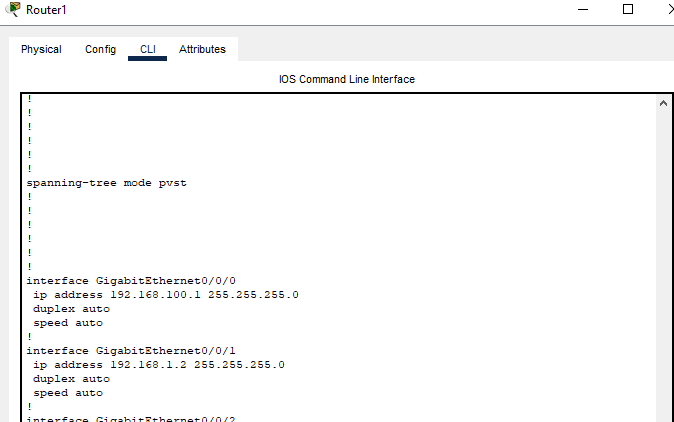 Router1
Physical Config CLI Attributes
IOS Command Line Interface
!
!
!
!
!
!
spanning-tree mode pvst
!
!
!
!
!
!
interface GigabitEthernet0/0/0
ip address 192.168.100.1 255.255.255.0
duplex auto
speed auto
!
interface GigabitEthernet0/0/1
ip address 192.168.1.2 255.255.255.0
duplex auto
speed auto
!
interface GigabitEthernet0/0/2